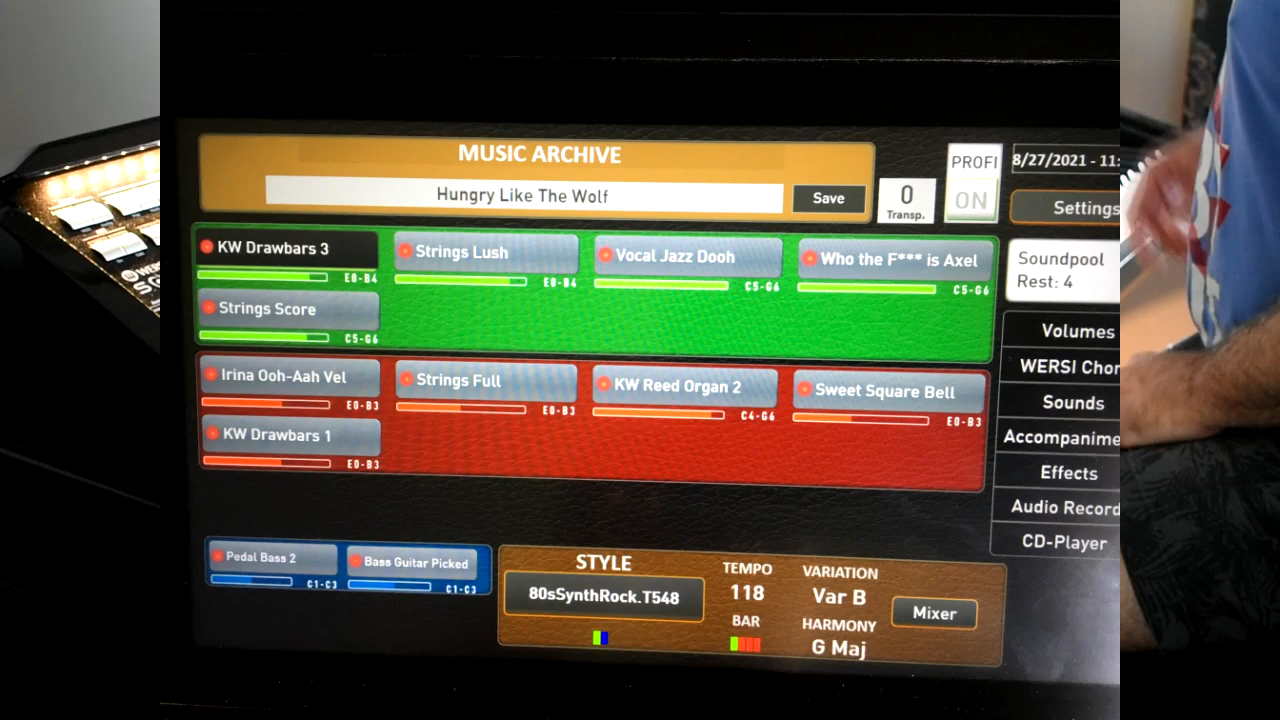 MUSIC ARCHIVE
Hungry Like The Wolf
Save
0
Transp.
PROFI
ON
8/27/2021 - 11:
Settings
KW Drawbars 3
E0-B4
Strings Lush
E0-B4
Vocal Jazz Dooh
C5-G6
Who the F*** is Axel
C5-G6
Strings Score
C5-G6
Soundpool
Rest: 4
Irina Ooh-Aah Vel
E0-B3
Strings Full
E0-B3
KW Reed Organ 2
C4-G6
Sweet Square Bell
E0-B3
KW Drawbars 1
E0-B3
Volumes
WERSI Chor
Sounds
Accompanime
Effects
Audio Record
CD-Player
Pedal Bass 2
C1-C3
Bass Guitar Picked
C1-C3
STYLE
80sSynthRock.T548
TEMPO
118
BAR
VARIATION
Var B
HARMONY
G Maj
Mixer
WERS